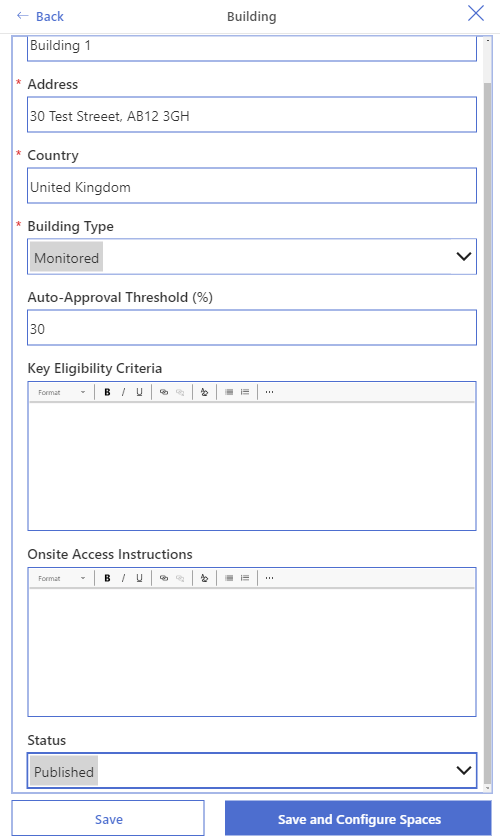 ← Back
Building
Building 1
* Address
30 Test Streeet, AB12 3GH
* Country
United Kingdom
* Building Type
Monitored
Auto-Approval Threshold (%)
30
Key Eligibility Criteria
Format B I U ...
Onsite Access Instructions
Format B I U ...
Status
Published
Save
Save and Configure Spaces